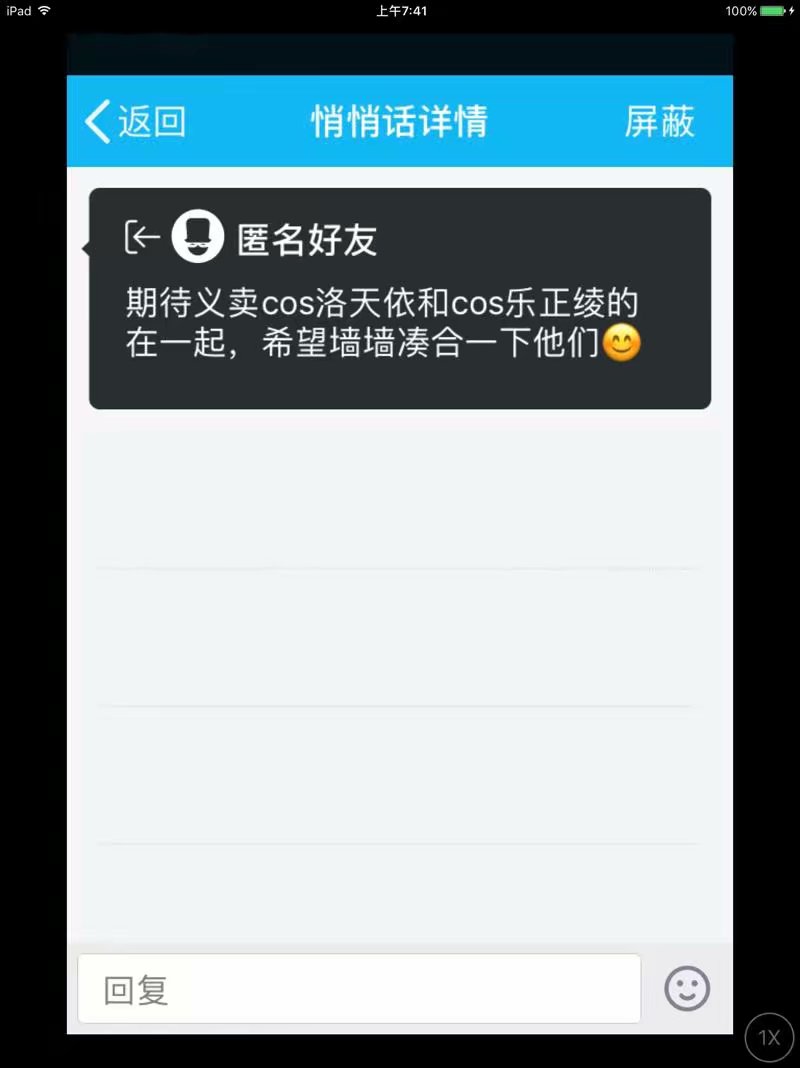 iPad 上午7:41 100%
返回 悄悄话详情 屏蔽
匿名好友
期待义卖cos洛天依和cos乐正绫的
在一起，希望墙墙凑合一下他们😊
回复
1X